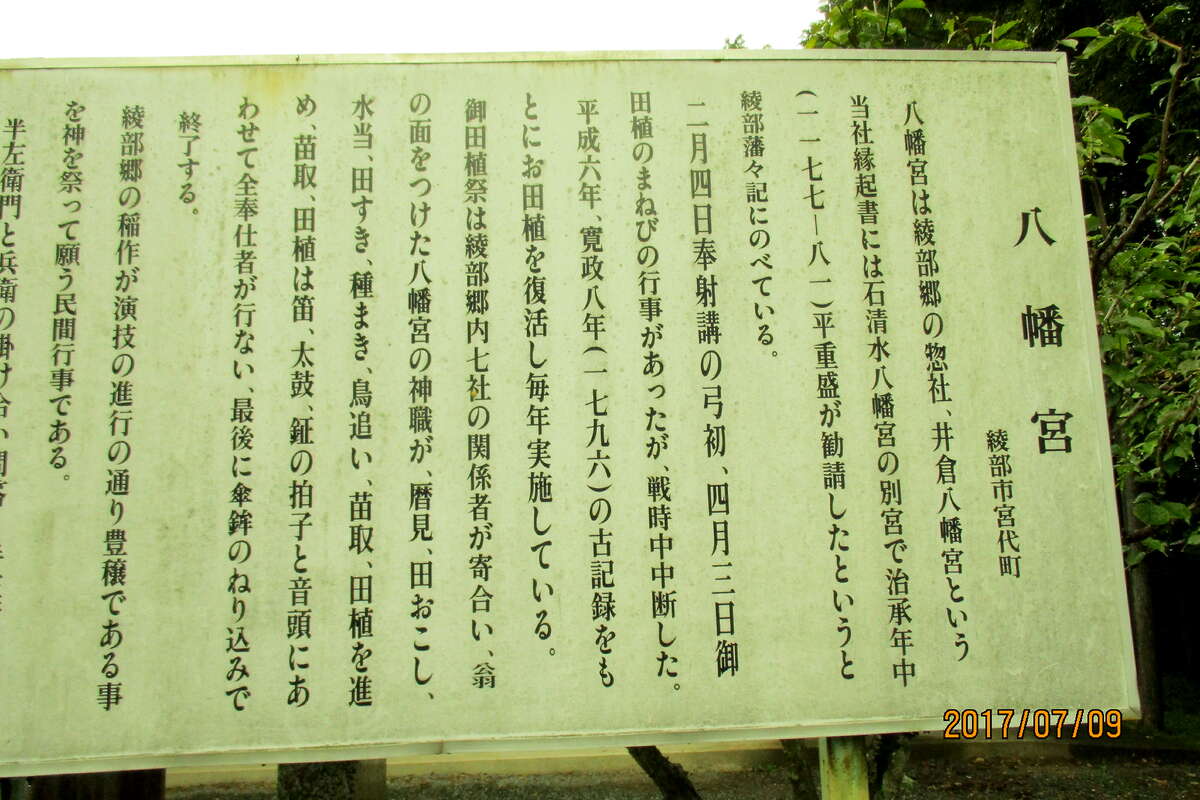 八幡宮
綾部市宮代町
八幡宮は綾部郷の惣社、井倉八幡宮という
当社縁起書には石清水八幡宮の別宮で治承年中
(一一七七－八一)平重盛が勧請したというと
綾部藩々記にのべている。
二月四日奉射講の弓初、四月三日御
田植のまねびの行事があったが、戦時中中断した。
平成六年、寛政八年(一七九六)の古記録をも
とにお田植を復活し毎年実施している。
御田植祭は綾部郷内七社の関係者が寄合い、翁
の面をつけた八幡宮の神職が、暦見、田おこし、
水当、田すき、種まき、鳥追い、苗取、田植を進
め、苗取、田植は笛、太鼓、鉦の拍子と音頭にあ
わせて全奉仕者が行ない、最後に傘鉾のねり込みで
終了する。
綾部郷の稲作が演技の進行の通り豊穣である事
を神を祭って願う民間行事である。
半左衛門と兵衛の掛け合い問答
2017/07/09